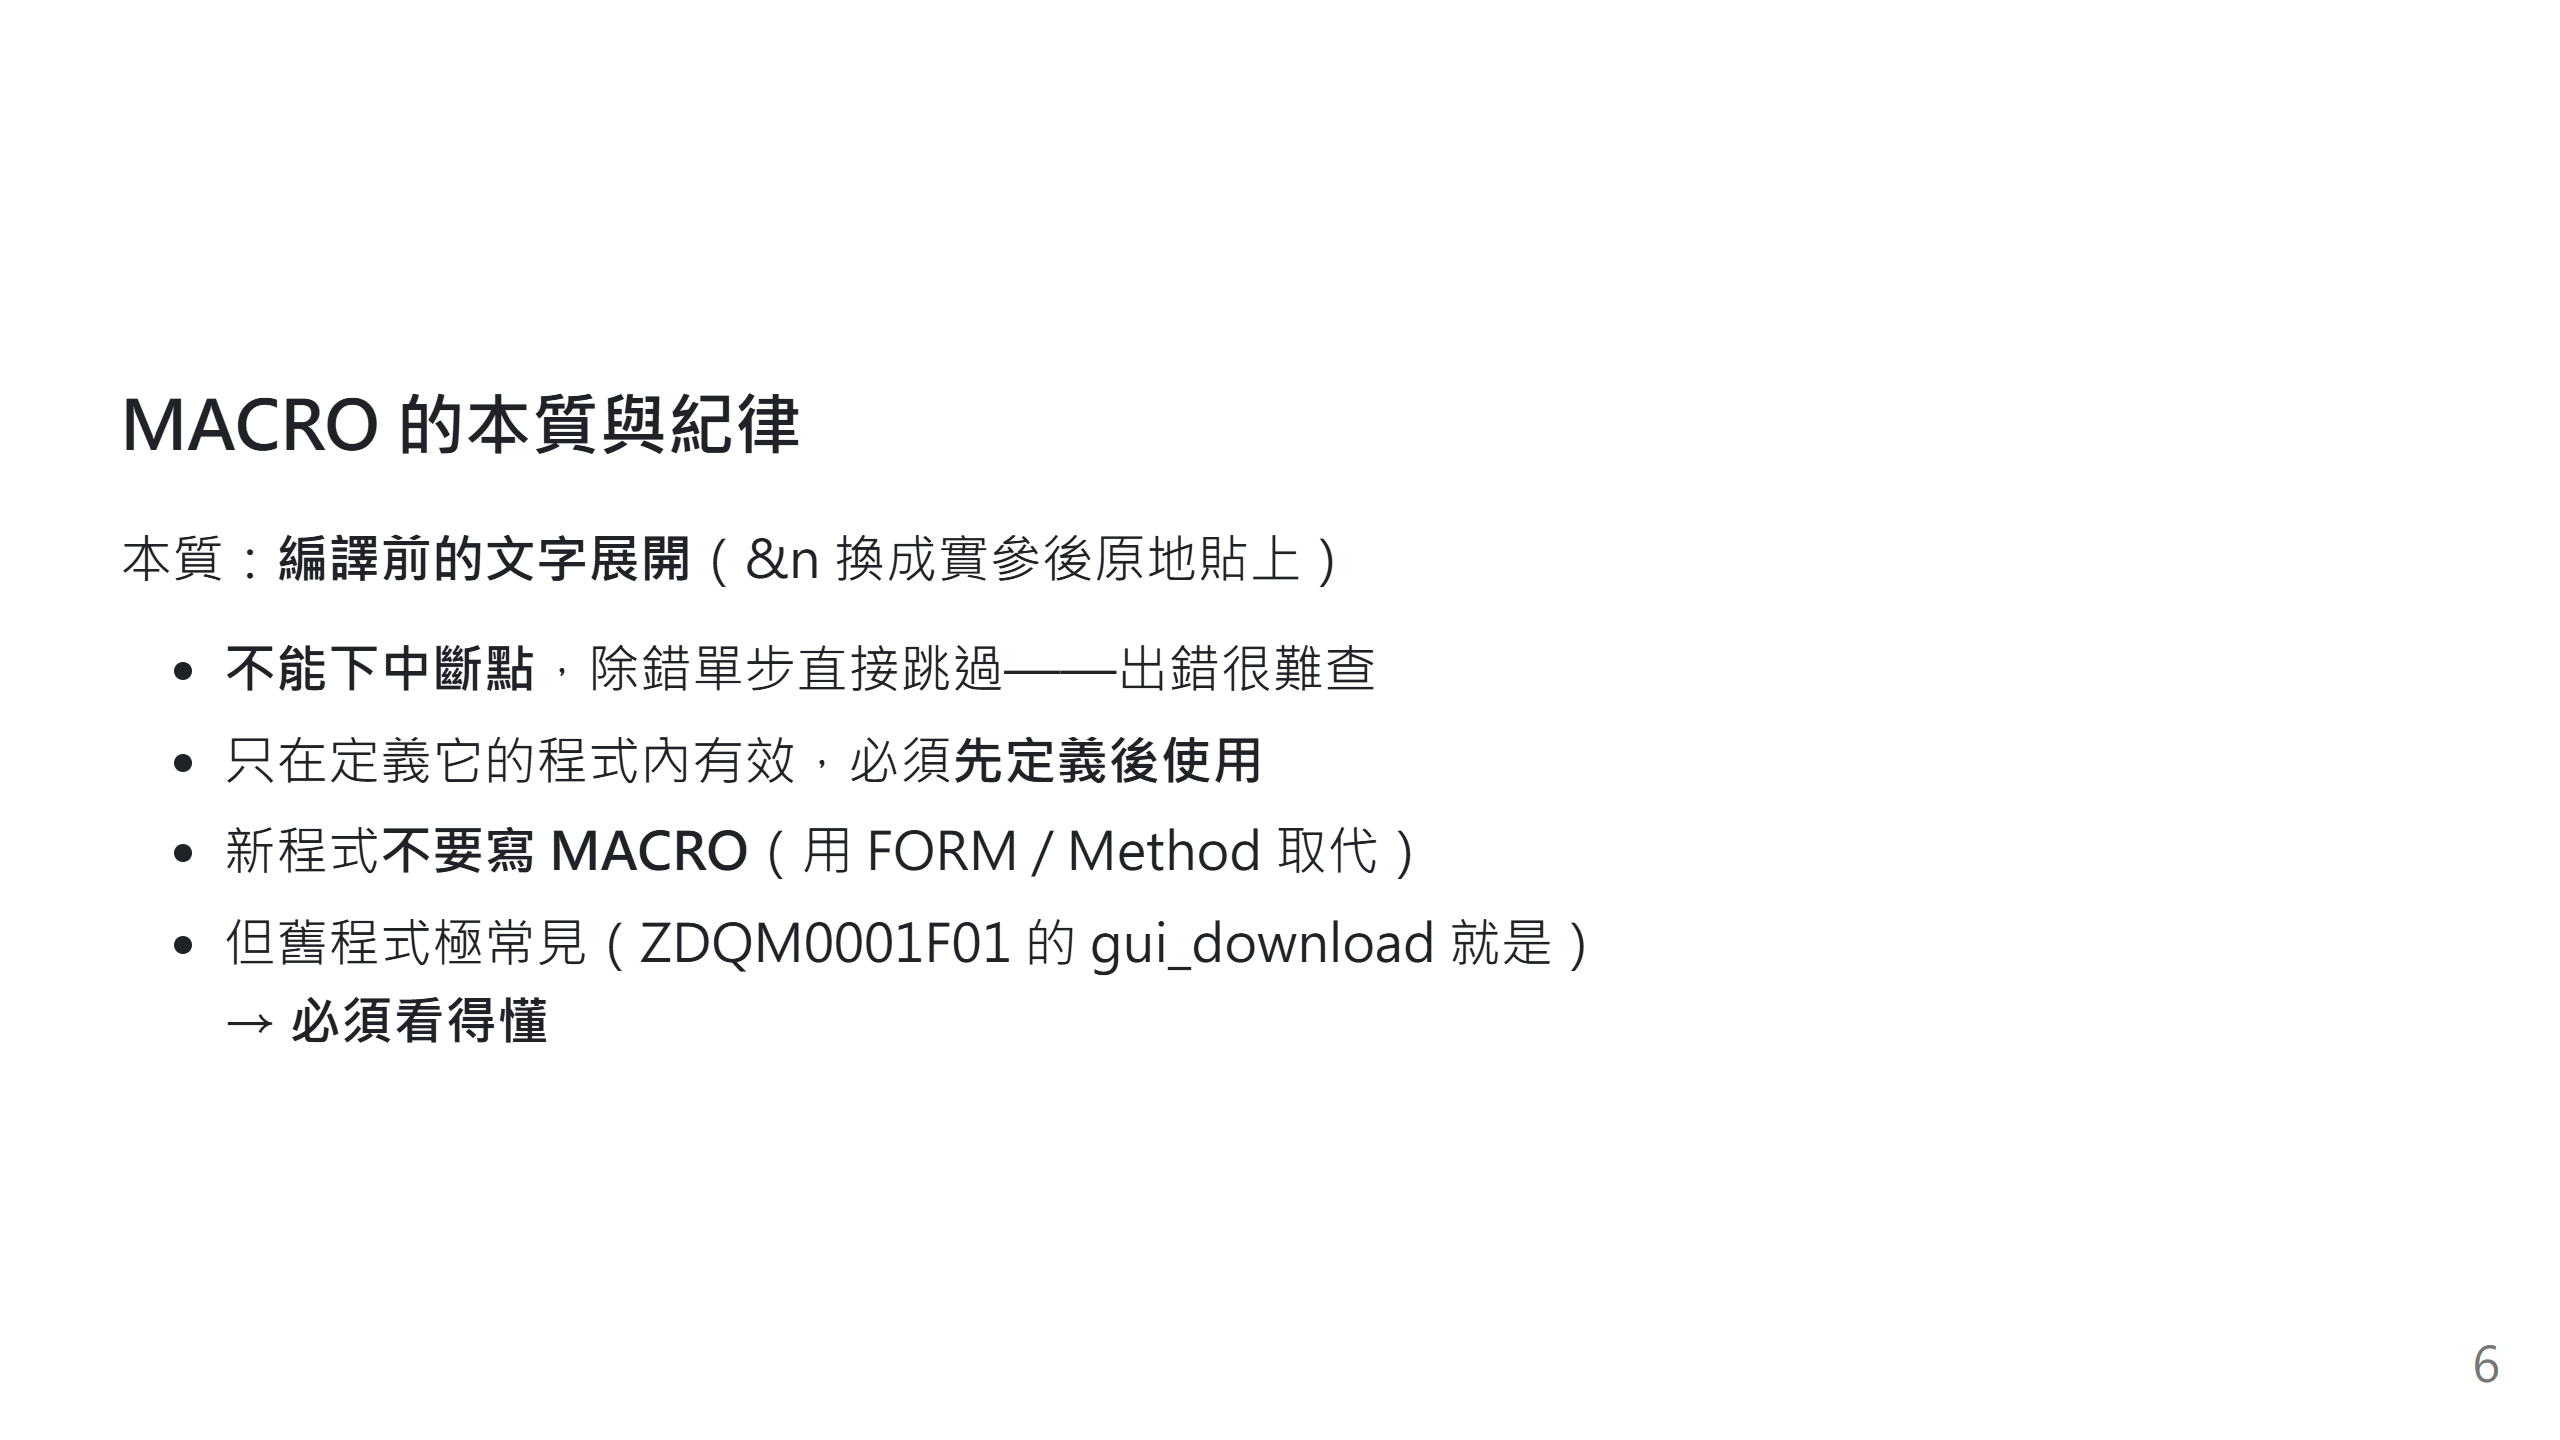 MACRO 的本質與紀律
本質：編譯前的文字展開（&n 換成實參後原地貼上）
• 不能下中斷點，除錯單步直接跳過——出錯很難查
• 只在定義它的程式內有效，必須先定義後使用
• 新程式不要寫 MACRO（用 FORM / Method 取代）
• 但舊程式極常見（ZDQM0001F01 的 gui_download 就是）
→ 必須看得懂
6